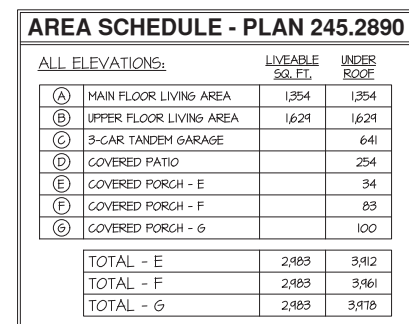 AREA SCHEDULE - PLAN 245.2890
ALL ELEVATIONS: LIVEABLE SQ. FT. UNDER ROOF
A MAIN FLOOR LIVING AREA 1,354 1,354
B UPPER FLOOR LIVING AREA 1,629 1,629
C 3-CAR TANDEM GARAGE 641
D COVERED PATIO 254
E COVERED PORCH - E 34
F COVERED PORCH - F 83
G COVERED PORCH - G 100
TOTAL - E 2,983 3,912
TOTAL - F 2,983 3,961
TOTAL - G 2,983 3,978